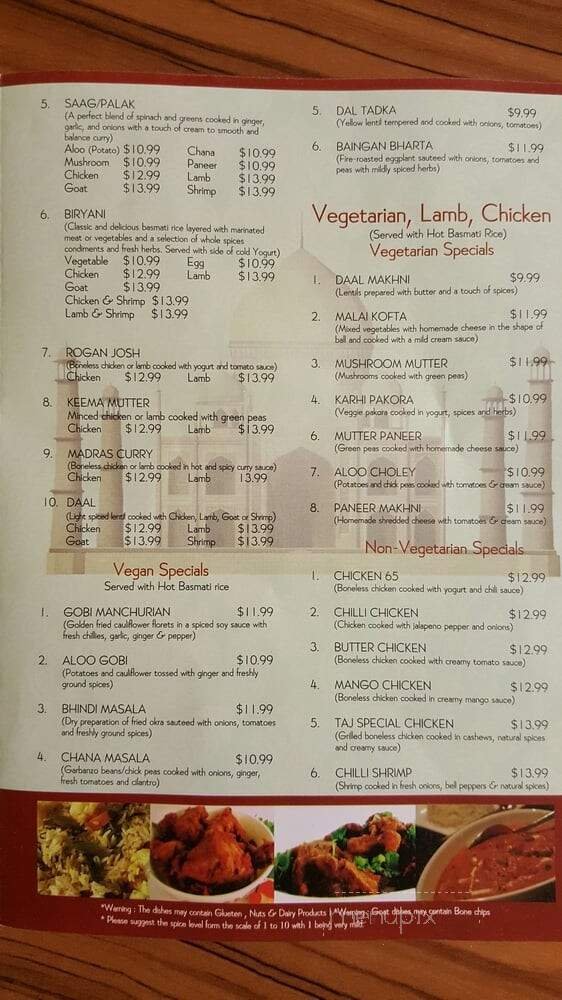 5. SAAG/PALAK
(A perfect blend of spinach and greens cooked in ginger,
garlic, and onions with a touch of cream to smooth and
balance curry)
Aloo (Potato) $10.99 Chana $10.99
Mushroom $10.99 Paneer $10.99
Chicken $12.99 Lamb $13.99
Goat $13.99 Shrimp $13.99
6. BIRYANI
(Classic and delicious basmati rice layered with marinated
meat or vegetables and a selection of whole spices
condiments and fresh herbs. Served with side of cold Yogurt)
Vegetable $10.99 Egg $10.99
Chicken $12.99 Lamb $13.99
Goat $13.99
Chicken & Shrimp $13.99
Lamb & Shrimp $13.99
7. ROGAN JOSH
(Boneless chicken or lamb cooked with yogurt and tomato sauce)
Chicken $12.99 Lamb $13.99
8. KEEMA MUTTER
Minced chicken or lamb cooked with green peas
Chicken $12.99 Lamb $13.99
9. MADRAS CURRY
(Boneless chicken or lamb cooked in hot and spicy curry sauce)
Chicken $12.99 Lamb 13.99
10. DAAL
(Light spiced lentil cooked with Chicken, Lamb, Goat or Shrimp)
Chicken $12.99 Lamb $13.99
Goat $13.99 Shrimp $13.99
Vegan Specials
Served with Hot Basmati rice
1. GOBI MANCHURIAN $11.99
(Golden fried cauliflower florets in a spiced soy sauce with
fresh chillies, garlic, ginger & pepper)
2. ALOO GOBI $10.99
(Potatoes and cauliflower tossed with ginger and freshly
ground spices)
3. BHINDI MASALA $11.99
(Dry preparation of fried okra sauteed with onions, tomatoes
and freshly ground spices)
4. CHANA MASALA $10.99
(Garbanzo beans/chick peas cooked with onions, ginger,
fresh tomatoes and cilantro)
5. DAL TADKA $9.99
(Yellow lentil tempered and cooked with onions, tomatoes)
6. BAINGAN BHARTA $11.99
(Fire-roasted eggplant sauteed with onions, tomatoes and
peas with mildly spiced herbs)
Vegetarian, Lamb, Chicken
(Served with Hot Basmati Rice)
Vegetarian Specials
1. DAAL MAKHNI $9.99
(Lentils prepared with butter and a touch of spices)
2. MALAI KOFTA $11.99
(Mixed vegetables with homemade cheese in the shape of
ball and cooked with a mild cream sauce)
3. MUSHROOM MUTTER $11.99
(Mushrooms cooked with green peas)
4. KARHI PAKORA $10.99
(Veggie pakora cooked in yogurt, spices and herbs)
6. MUTTER PANEER $11.99
(Green peas cooked with homemade cheese sauce)
7. ALOO CHOLEY $10.99
(Potatoes and chick peas cooked with tomatoes & cream sauce)
8. PANEER MAKHNI $11.99
(Homemade shredded cheese with tomatoes & cream sauce)
Non-Vegetarian Specials
1. CHICKEN 65 $12.99
(Boneless chicken cooked with yogurt and chili sauce)
2. CHILLI CHICKEN $12.99
(Chicken cooked with jalapeno pepper and onions)
3. BUTTER CHICKEN $12.99
(Boneless chicken cooked with creamy tomato sauce)
4. MANGO CHICKEN $12.99
(Boneless chicken cooked in creamy mango sauce)
5. TAJ SPECIAL CHICKEN $13.99
(Grilled boneless chicken cooked in cashews, natural spices
and creamy sauce)
6. CHILLI SHRIMP $13.99
(Shrimp cooked in fresh onions, bell peppers & natural spices)
*Warning : The dishes may contain Glueten , Nuts & Dairy Products *Warning : Goat dishes may contain Bone chips
* Please suggest the spice level form the scale of 1 to 10 with 1 being very mild.
menupix